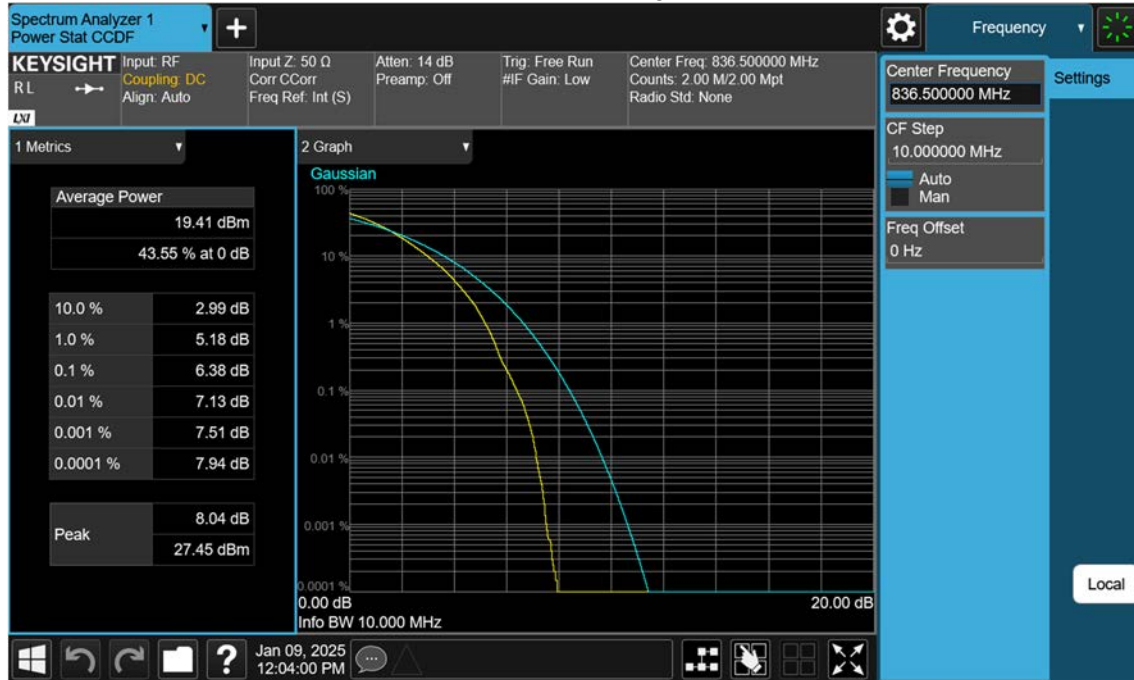 Spectrum Analyzer 1
Power Stat CCDF
+
Frequency
KEYSIGHT
R L
LXI
Input: RF
Coupling: DC
Align: Auto
Input Z: 50 Ω
Corr CCorr
Freq Ref: Int (S)
Atten: 14 dB
Preamp: Off
Trig: Free Run
#IF Gain: Low
Center Freq: 836.500000 MHz
Counts: 2.00 M/2.00 Mpt
Radio Std: None
Center Frequency
836.500000 MHz
Settings
CF Step
10.000000 MHz
Auto
Man
Freq Offset
0 Hz
1 Metrics
Average Power
19.41 dBm
43.55 % at 0 dB
10.0 % 2.99 dB
1.0 % 5.18 dB
0.1 % 6.38 dB
0.01 % 7.13 dB
0.001 % 7.51 dB
0.0001 % 7.94 dB
Peak
8.04 dB
27.45 dBm
2 Graph
Gaussian
100 %
10 %
1 %
0.1 %
0.01 %
0.001 %
0.0001 %
0.00 dB 20.00 dB
Info BW 10.000 MHz
Local
?
Jan 09, 2025
12:04:00 PM